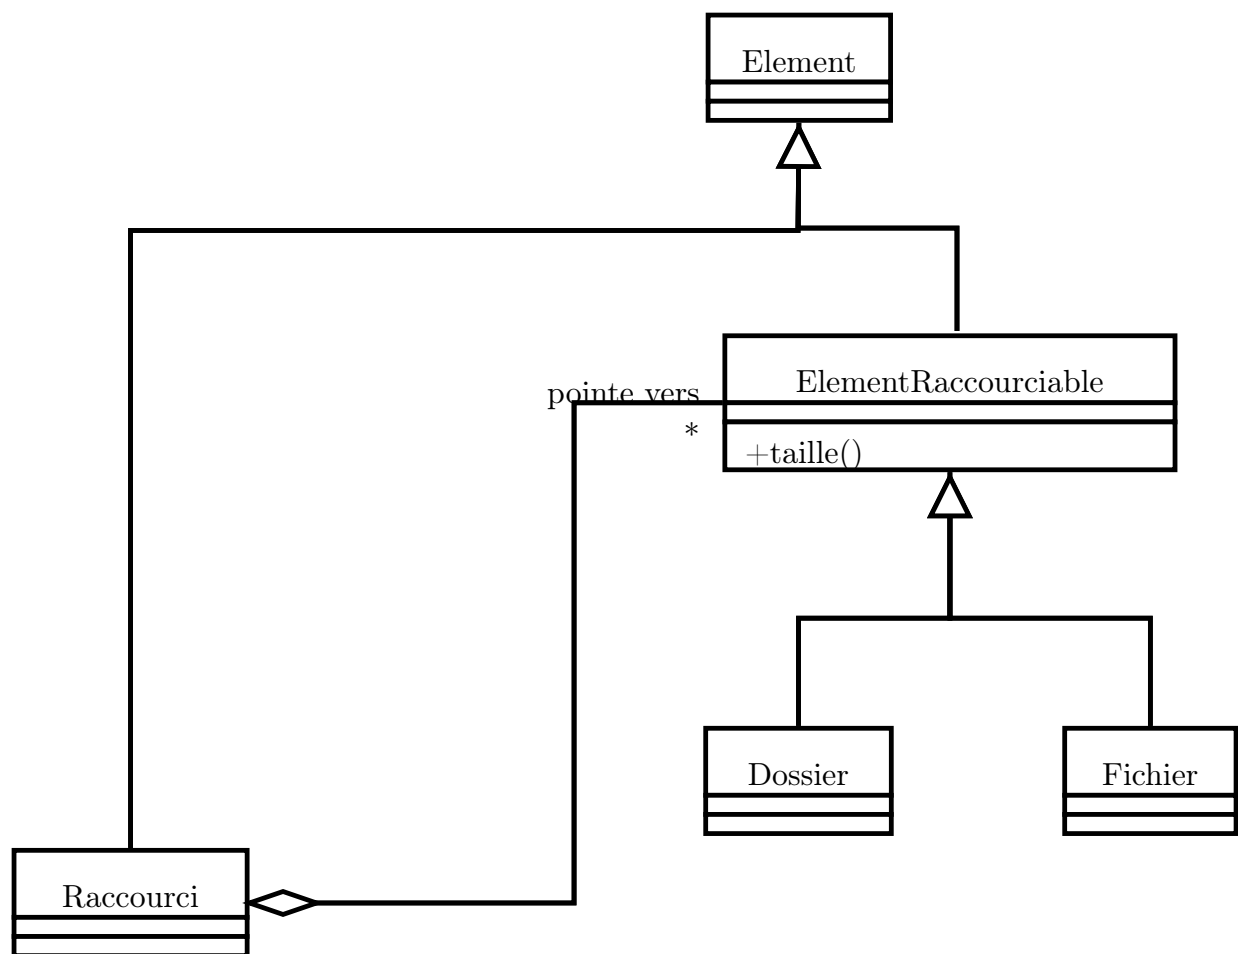 Element
ElementRaccourciable
pointe vers
*
+taille()
Dossier
Fichier
Raccourci